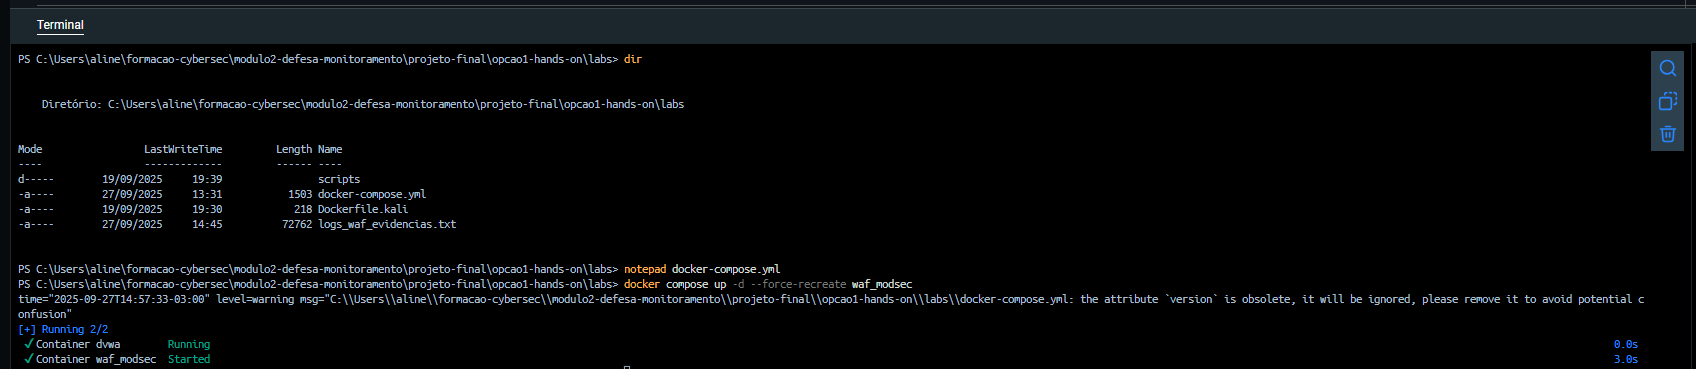 Terminal
PS C:\Users\aline\formacao-cybersec\modulo2-defesa-monitoramento\projeto-final\opcao1-hands-on\labs> dir
Diretório: C:\Users\aline\formacao-cybersec\modulo2-defesa-monitoramento\projeto-final\opcao1-hands-on\labs
Mode LastWriteTime Length Name
---- ------------- ------ ----
d----- 19/09/2025 19:39 scripts
-a---- 27/09/2025 13:31 1503 docker-compose.yml
-a---- 19/09/2025 19:30 218 Dockerfile.kali
-a---- 27/09/2025 14:45 72762 logs_waf_evidencias.txt
PS C:\Users\aline\formacao-cybersec\modulo2-defesa-monitoramento\projeto-final\opcao1-hands-on\labs> notepad docker-compose.yml
PS C:\Users\aline\formacao-cybersec\modulo2-defesa-monitoramento\projeto-final\opcao1-hands-on\labs> docker compose up -d --force-recreate waf_modsec
time="2025-09-27T14:57:33-03:00" level=warning msg="C:\\Users\\aline\\formacao-cybersec\\modulo2-defesa-monitoramento\\projeto-final\\opcao1-hands-on\\labs\\docker-compose.yml: the attribute `version` is obsolete, it will be ignored, please remove it to avoid potential c
onfusion"
[+] Running 2/2
✓Container dvwa Running 0.0s
✓Container waf_modsec Started 3.0s